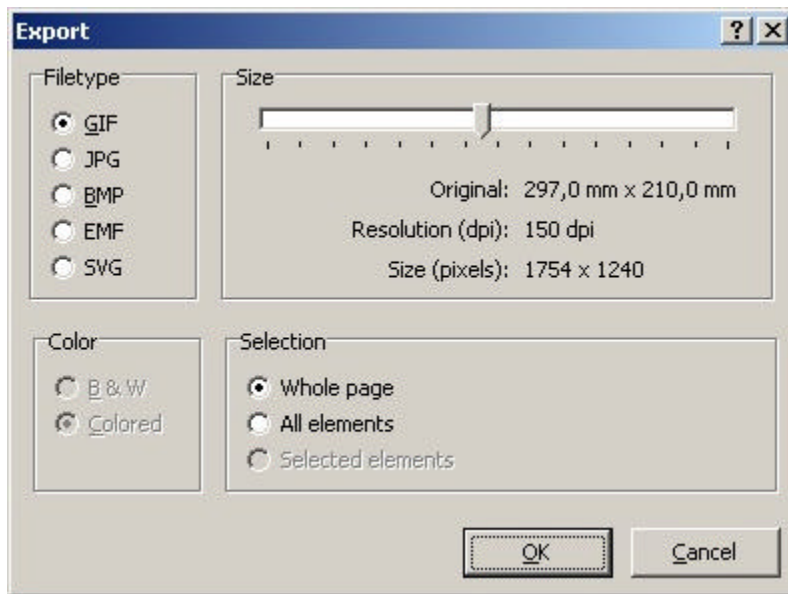 Export
Filetype
GIF
JPG
BMP
EMF
SVG
Size
Original: 297,0 mm x 210,0 mm
Resolution (dpi): 150 dpi
Size (pixels): 1754 x 1240
Color
B & W
Colored
Selection
Whole page
All elements
Selected elements
OK
Cancel